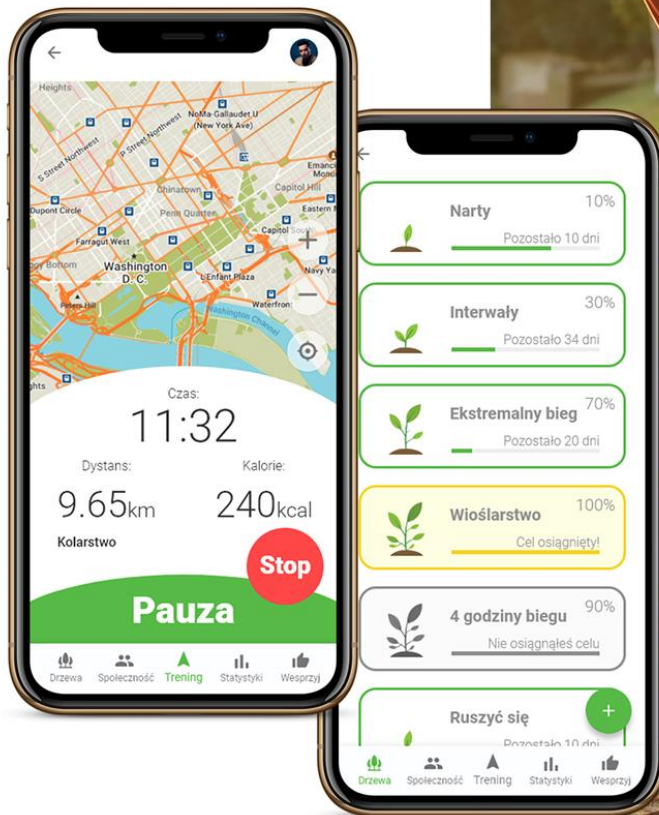 Heights
NoMa-Gallaudet U
(New York Ave)
S Street Northwest
P Street Northwest
Chinatown
Capitol Hill
Dupont Circle
Penn Quarter
Eastern
Farragut West
Capitol South
Bottom
Washington
D. C.
L'Enfant Plaza
Navy Ya
Waterfron
Washington Channel
ghts
Czas:
11:32
Dystans:
Kalorie:
9.65km
240kcal
Kolarstwo
Stop
Pauza
Drzewa
Społeczność
Trening
Statystyki
Wesprzyj
Narty
10%
Pozostało 10 dni
Interwały
30%
Pozostało 34 dni
Ekstremalny bieg
70%
Pozostało 20 dni
Wioślarstwo
100%
Cel osiągnięty!
4 godziny biegu
90%
Nie osiągnąłeś celu
Ruszyć się
Pozostało 10 dni
Drzewa
Społeczność
Trening
Statystyki
Wesprzyj